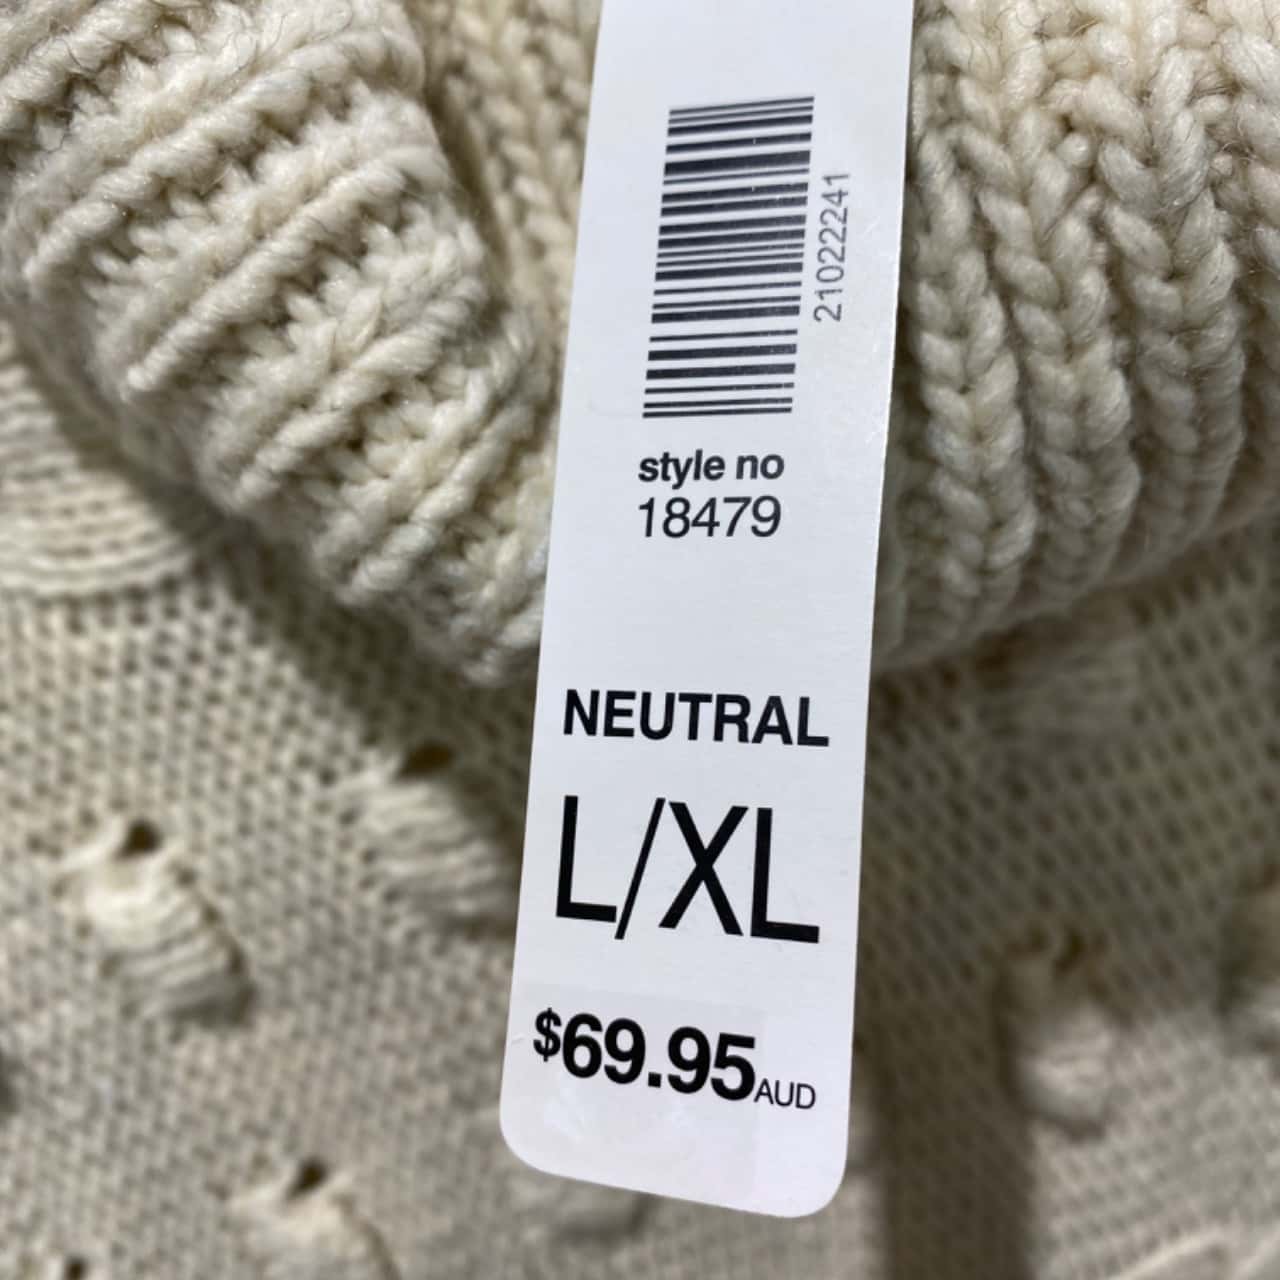 21022241
style no
18479
NEUTRAL
L/XL
$69.95AUD